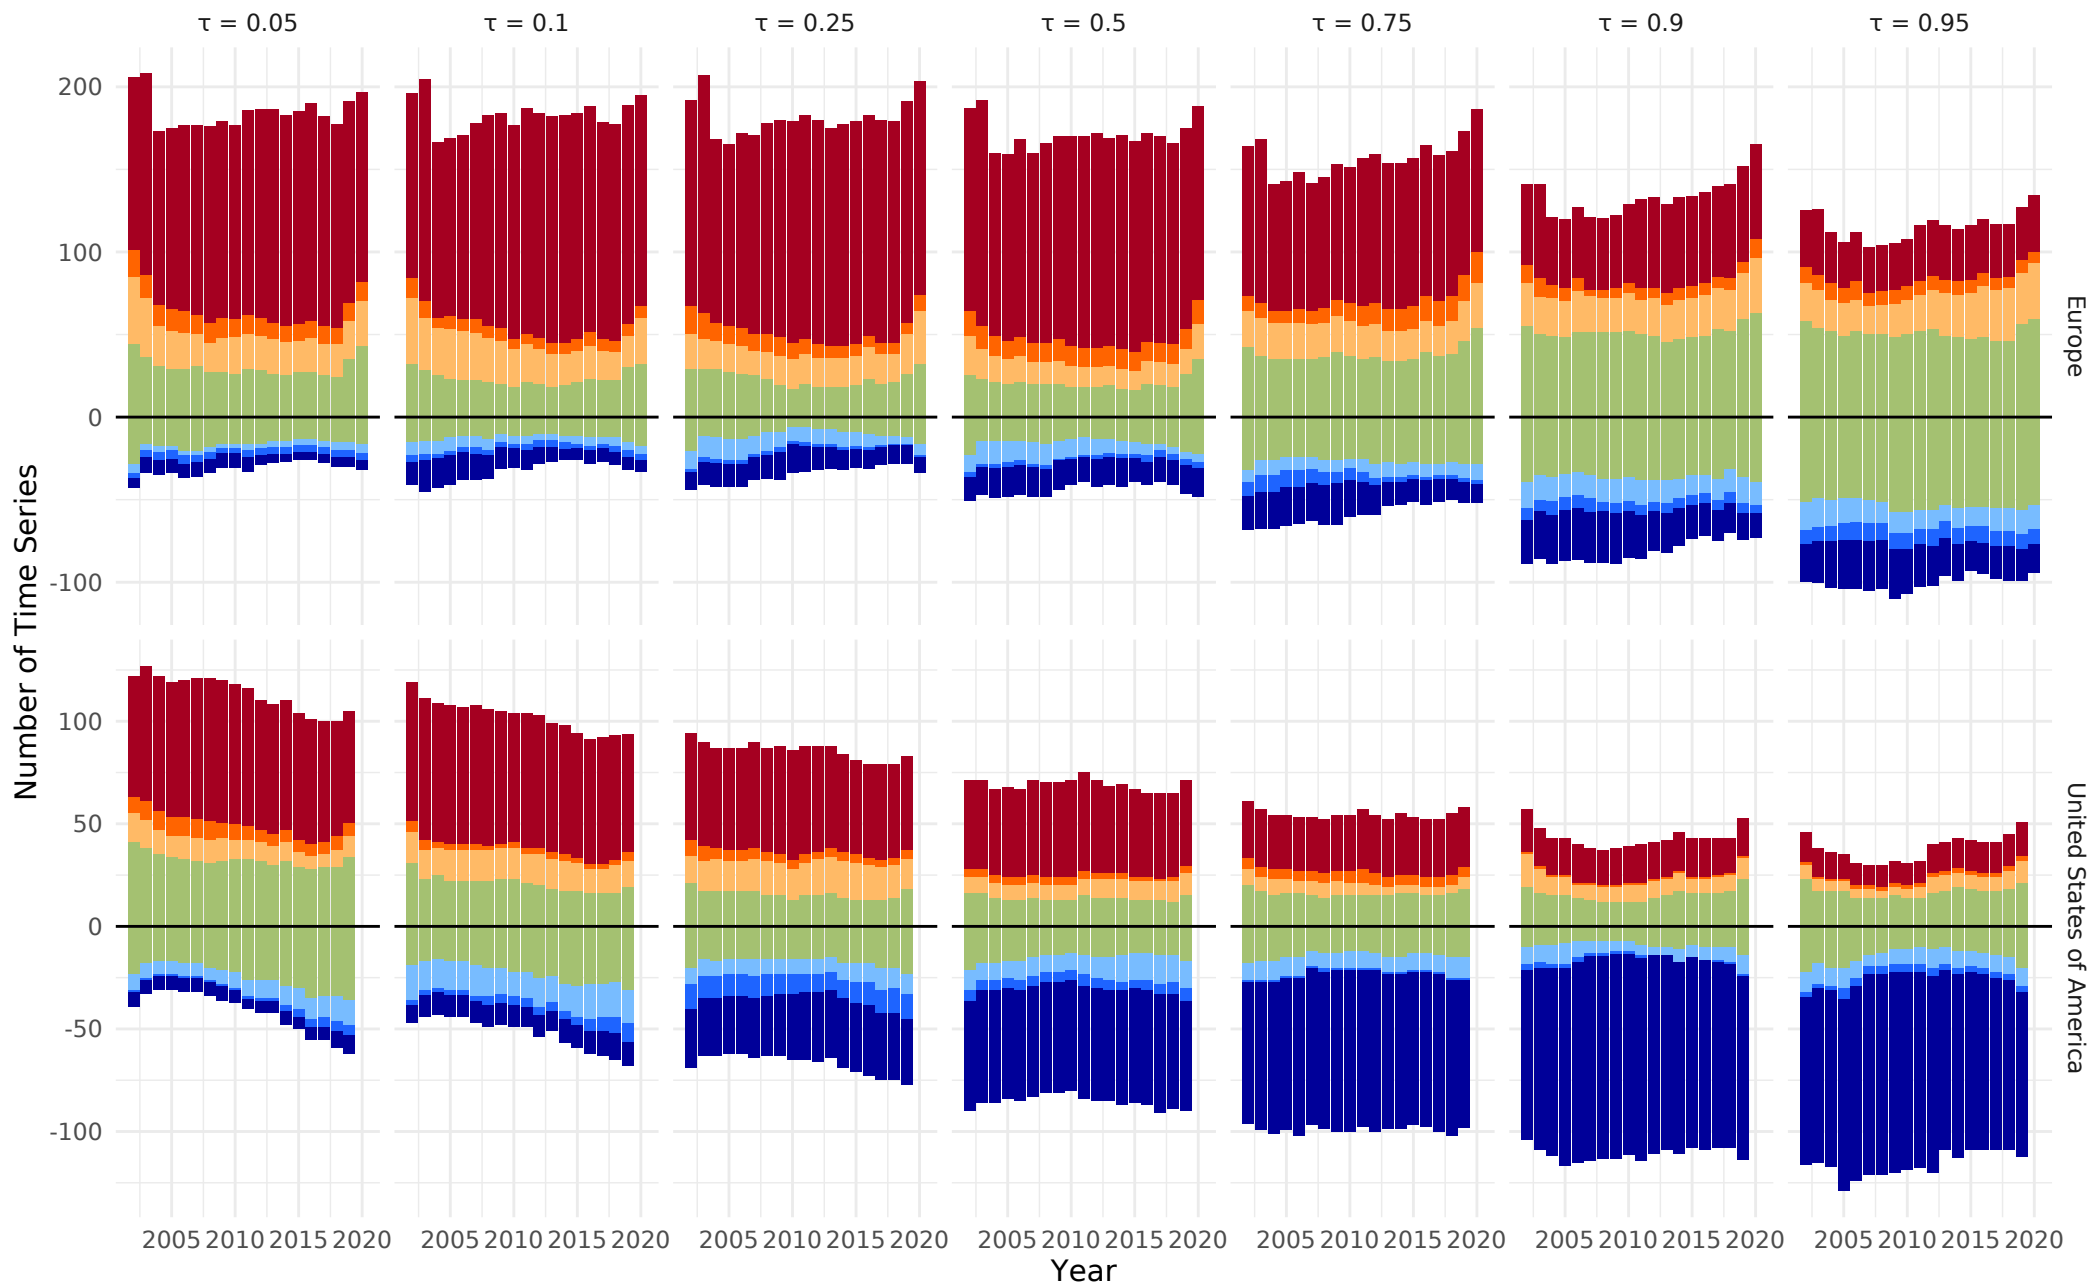 τ = 0.05 τ = 0.1 τ = 0.25 τ = 0.5 τ = 0.75 τ = 0.9 τ = 0.95
200
100
0
-100
Europe
100
50
0
-50
-100
United States of America
Number of Time Series
2005 2010 2015 2020 2005 2010 2015 2020 2005 2010 2015 2020 2005 2010 2015 2020 2005 2010 2015 2020 2005 2010 2015 2020 2005 2010 2015 2020
Year